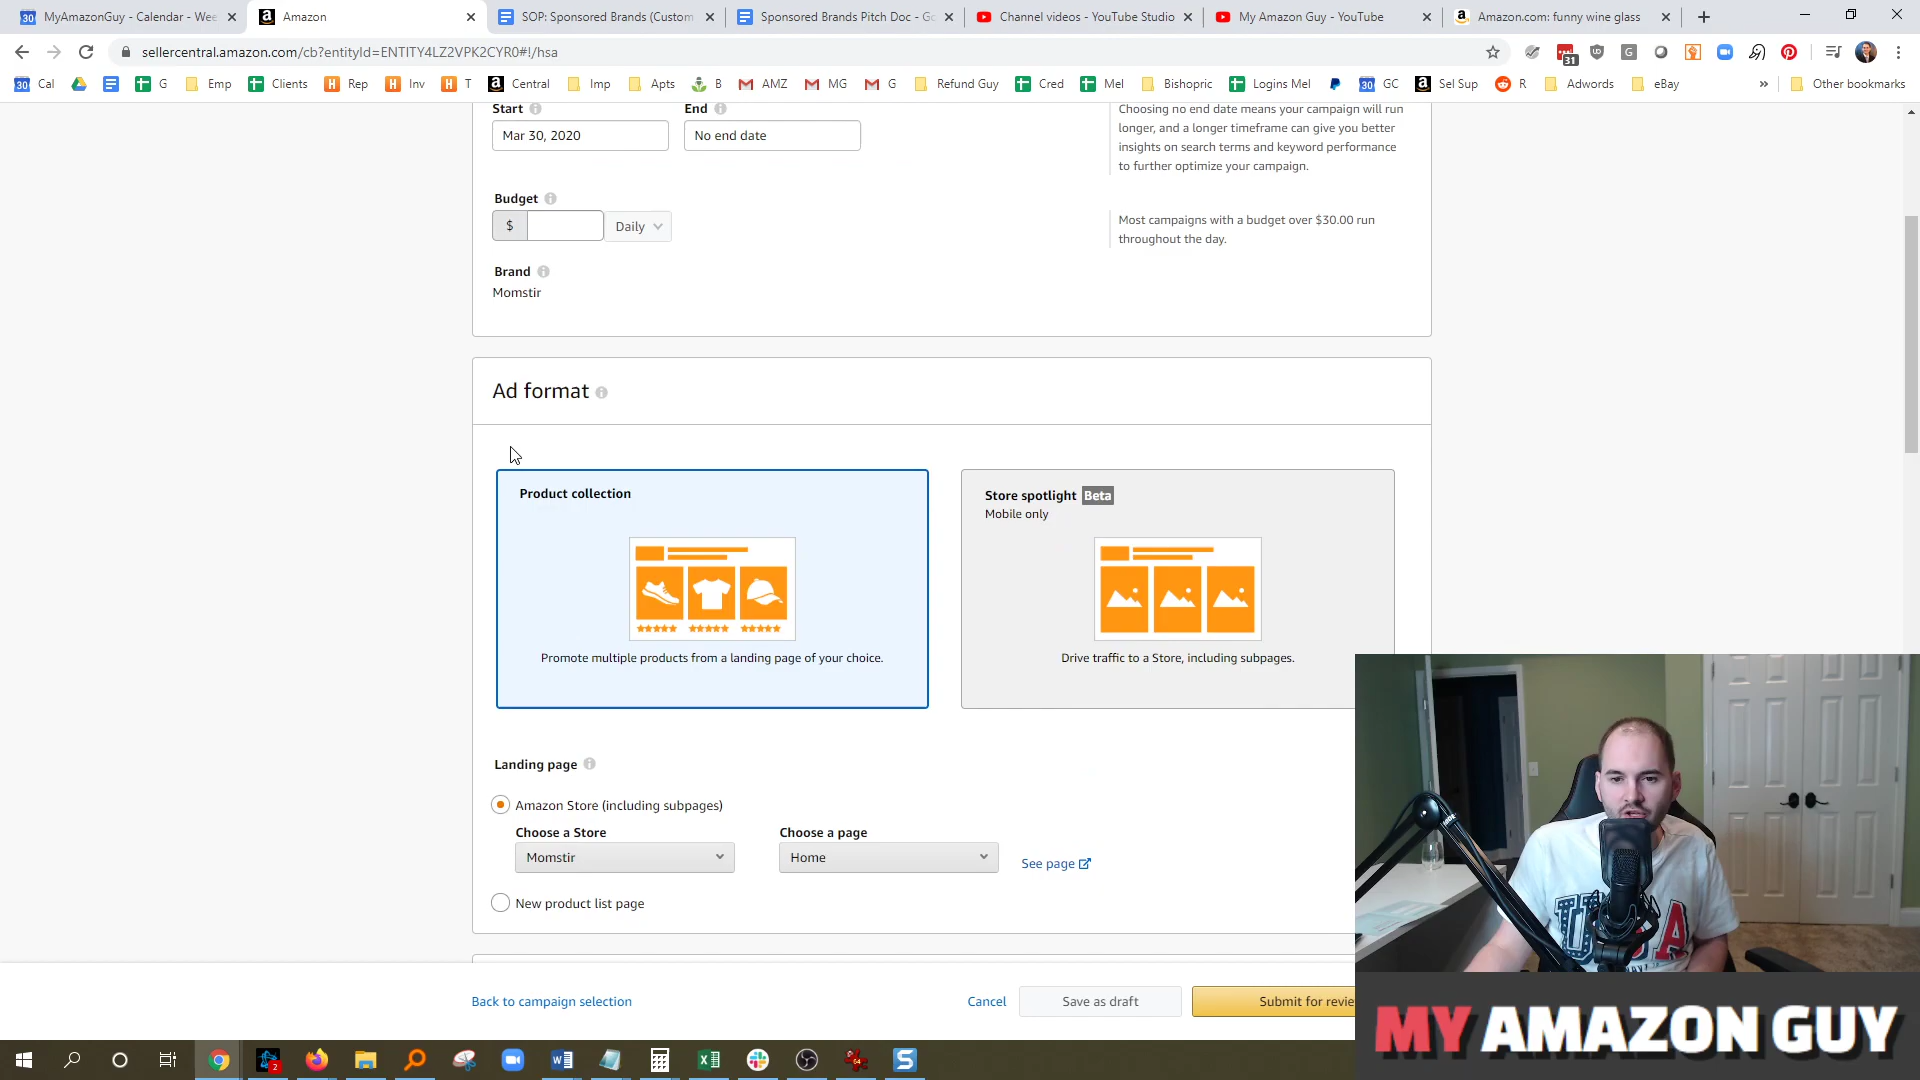 MyAmazonGuy - Calendar - Wee
Amazon
SOP: Sponsored Brands (Custom
Sponsored Brands Pitch Doc - Go
Channel videos - YouTube Studio
My Amazon Guy - YouTube
Amazon.com: funny wine glass
sellercentral.amazon.com/cb?entityId=ENTITY4LZ2VPK2CYR0#!/hsa
Cal
G
Emp
Clients
Rep
Inv
T
Central
Imp
Apts
B
AMZ
MG
G
Refund Guy
Cred
Mel
Bishopric
Logins Mel
GC
Sel Sup
R
Adwords
eBay
»
Other bookmarks
Start
End
Mar 30, 2020
No end date
Choosing no end date means your campaign will run
longer, and a longer timeframe can give you better
insights on search terms and keyword performance
to further optimize your campaign.
Budget
$
Daily
Most campaigns with a budget over $30.00 run
throughout the day.
Brand
Momstir
Ad format
Product collection
Promote multiple products from a landing page of your choice.
Store spotlight Beta
Mobile only
Drive traffic to a Store, including subpages.
Landing page
Amazon Store (including subpages)
Choose a Store
Choose a page
Momstir
Home
See page
New product list page
Back to campaign selection
Cancel
Save as draft
Submit for revie
USA
MY AMAZON GUY